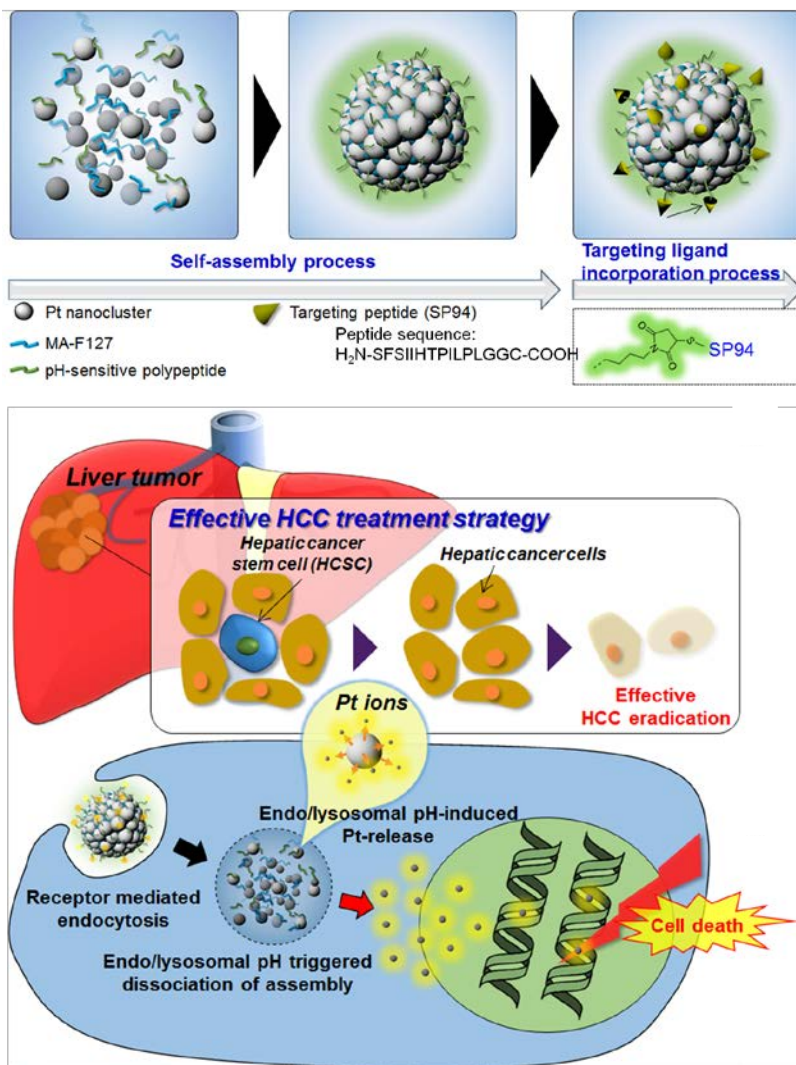 Self-assembly process
Targeting ligand
incorporation process
Pt nanocluster
MA-F127
pH-sensitive polypeptide
Targeting peptide (SP94)
Peptide sequence:
H₂N-SFSIIHTPILPLGGC-COOH
O
N
O
S
SP94
Liver tumor
Effective HCC treatment strategy
Hepatic cancer
stem cell (HCSC)
Hepatic cancer cells
Effective
HCC eradication
Pt ions
Endo/lysosomal pH-induced
Pt-release
Receptor mediated
endocytosis
Endo/lysosomal pH triggered
dissociation of assembly
Cell death